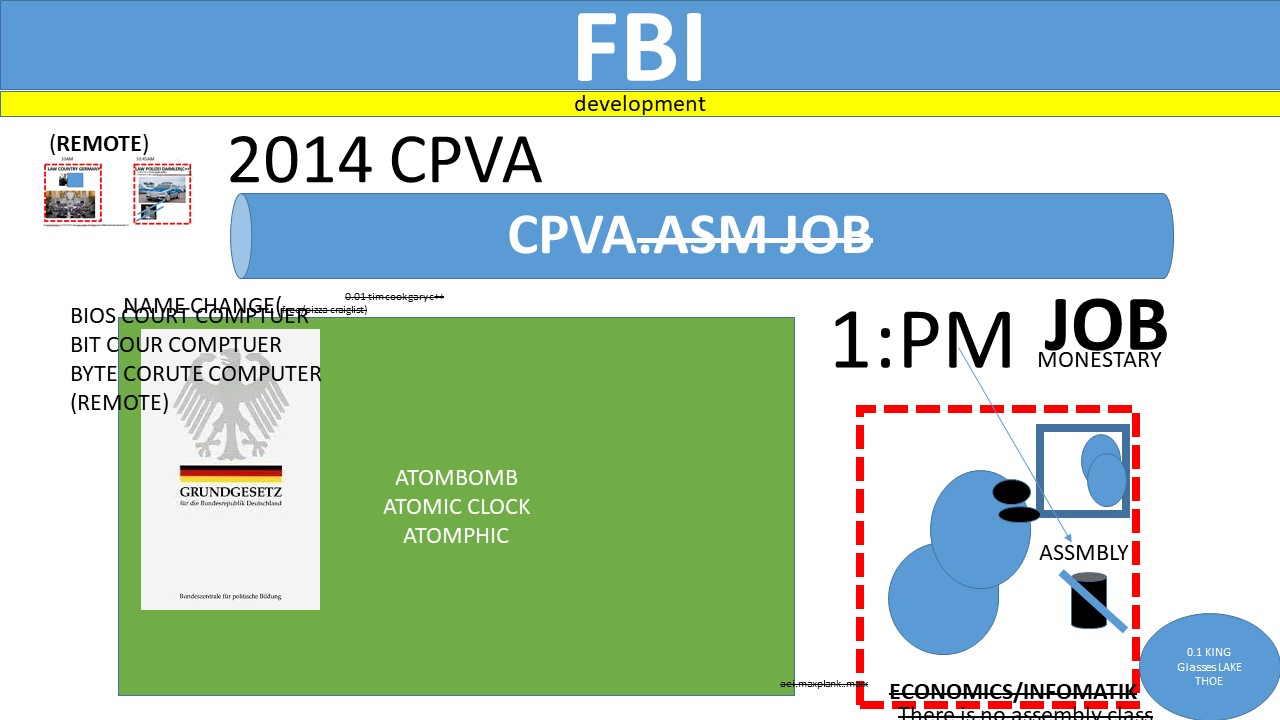 FBI
development
(REMOTE)
10AM
10:45AM
LAW COUNTRY GERMANY
LAW POLIZEI DAIMLER(C++
2014 CPVA
CPVA.ASM JOB
0.01 timcookgaryc++
NAME CHANGE(
free(pizza craiglist)
BIOS COURT COMPTUER
BIT COUR COMPTUER
BYTE CORUTE COMPUTER
(REMOTE)
GRUNDGESETZ
für die Bundesrepublik Deutschland
Bundeszentrale für politische Bildung
ATOMBOMB
ATOMIC CLOCK
ATOMPHIC
1:PM
JOB
MONESTARY
ASSMBLY
0.1 KING
Glasses LAKE
THOE
aei.maxplank..marx
ECONOMICS/INFOMATIK
There is no assembly class